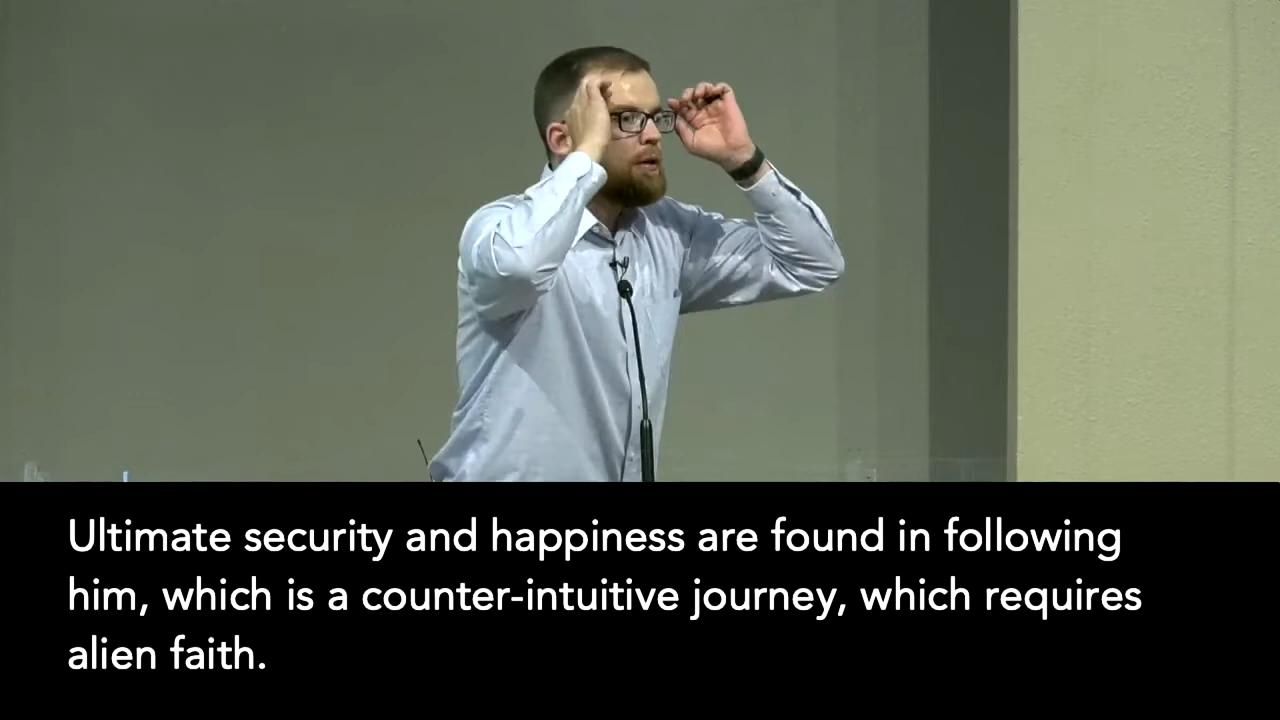 Ultimate security and happiness are found in following
him, which is a counter-intuitive journey, which requires
alien faith.